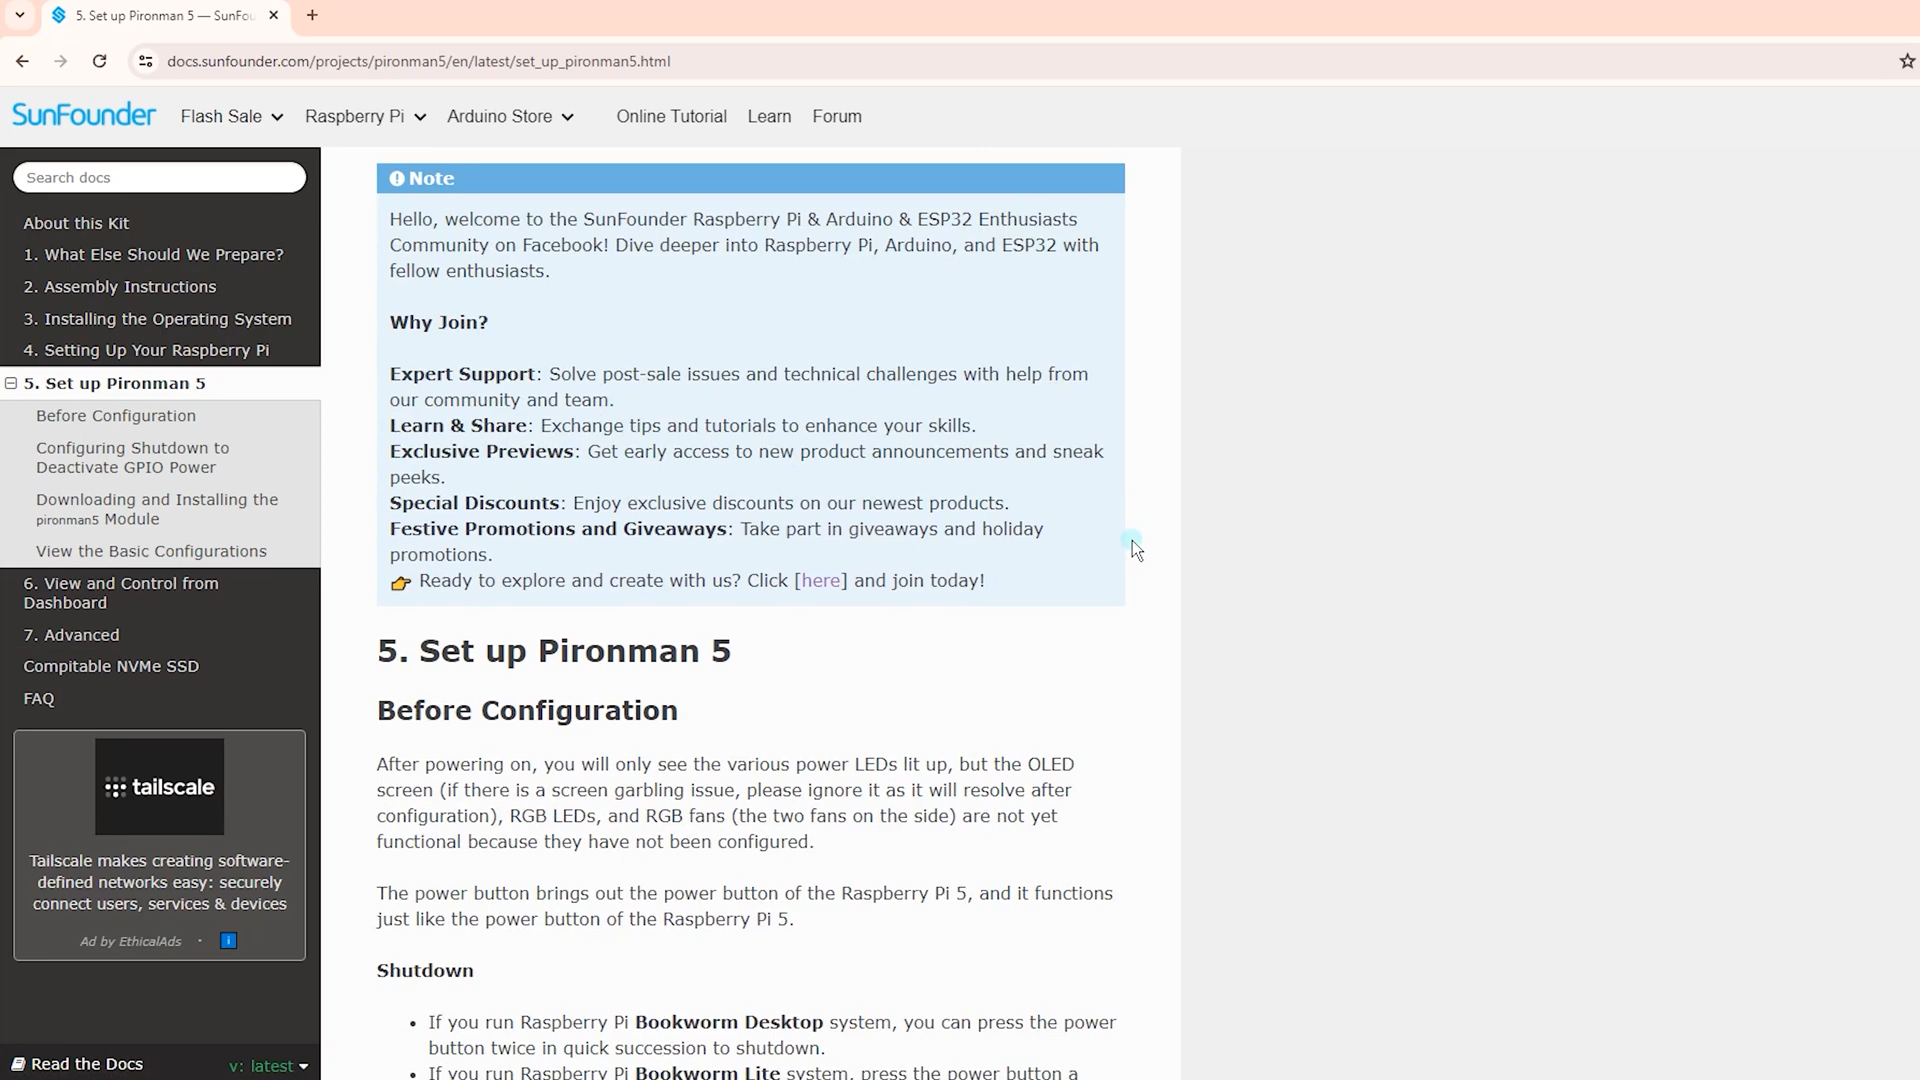 5. Set up Pironman 5 — SunFou
docs.sunfounder.com/projects/pironman5/en/latest/set_up_pironman5.html
SunFounder
Flash Sale
Raspberry Pi
Arduino Store
Online Tutorial
Learn
Forum
Search docs
About this Kit
1. What Else Should We Prepare?
2. Assembly Instructions
3. Installing the Operating System
4. Setting Up Your Raspberry Pi
5. Set up Pironman 5
Before Configuration
Configuring Shutdown to
Deactivate GPIO Power
Downloading and Installing the
pironman5 Module
View the Basic Configurations
6. View and Control from
Dashboard
7. Advanced
Compitable NVMe SSD
FAQ
tailscale
Tailscale makes creating software-
defined networks easy: securely
connect users, services & devices
Ad by EthicalAds ·
i
Read the Docs
v: latest
Note
Hello, welcome to the SunFounder Raspberry Pi & Arduino & ESP32 Enthusiasts
Community on Facebook! Dive deeper into Raspberry Pi, Arduino, and ESP32 with
fellow enthusiasts.
Why Join?
Expert Support: Solve post-sale issues and technical challenges with help from
our community and team.
Learn & Share: Exchange tips and tutorials to enhance your skills.
Exclusive Previews: Get early access to new product announcements and sneak
peeks.
Special Discounts: Enjoy exclusive discounts on our newest products.
Festive Promotions and Giveaways: Take part in giveaways and holiday
promotions.
👉 Ready to explore and create with us? Click [here] and join today!
5. Set up Pironman 5
Before Configuration
After powering on, you will only see the various power LEDs lit up, but the OLED
screen (if there is a screen garbling issue, please ignore it as it will resolve after
configuration), RGB LEDs, and RGB fans (the two fans on the side) are not yet
functional because they have not been configured.
The power button brings out the power button of the Raspberry Pi 5, and it functions
just like the power button of the Raspberry Pi 5.
Shutdown
• If you run Raspberry Pi Bookworm Desktop system, you can press the power
button twice in quick succession to shutdown.
• If you run Raspberry Pi Bookworm Lite system, press the power button a